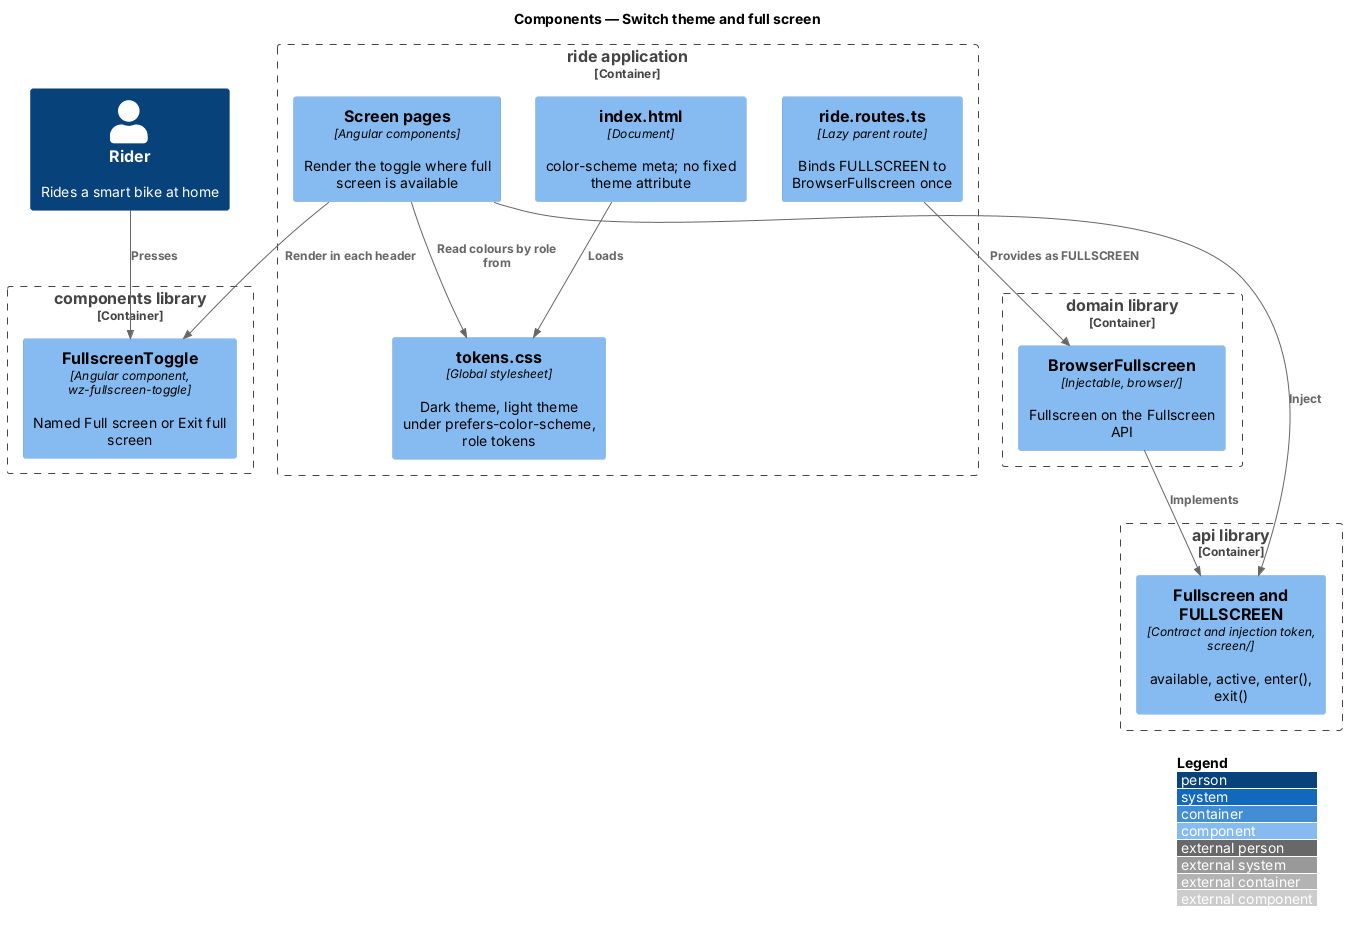 Components — Switch theme and full screen
ride application
[Container]
Rider
Rides a smart bike at home
Screen pages
[Angular components]
Render the toggle where full
screen is available
index.html
[Document]
color-scheme meta; no fixed
theme attribute
ride.routes.ts
[Lazy parent route]
Binds FULLSCREEN to
BrowserFullscreen once
Presses
Render in each header
Read colours by role
from
Loads
Provides as FULLSCREEN
components library
[Container]
FullscreenToggle
[Angular component,
wz-fullscreen-toggle]
Named Full screen or Exit full
screen
tokens.css
[Global stylesheet]
Dark theme, light theme
under prefers-color-scheme,
role tokens
domain library
[Container]
BrowserFullscreen
[Injectable, browser/]
Fullscreen on the Fullscreen
API
Inject
Implements
api library
[Container]
Fullscreen and
FULLSCREEN
[Contract and injection token,
screen/]
available, active, enter(),
exit()
Legend
person
system
container
component
external person
external system
external container
external component